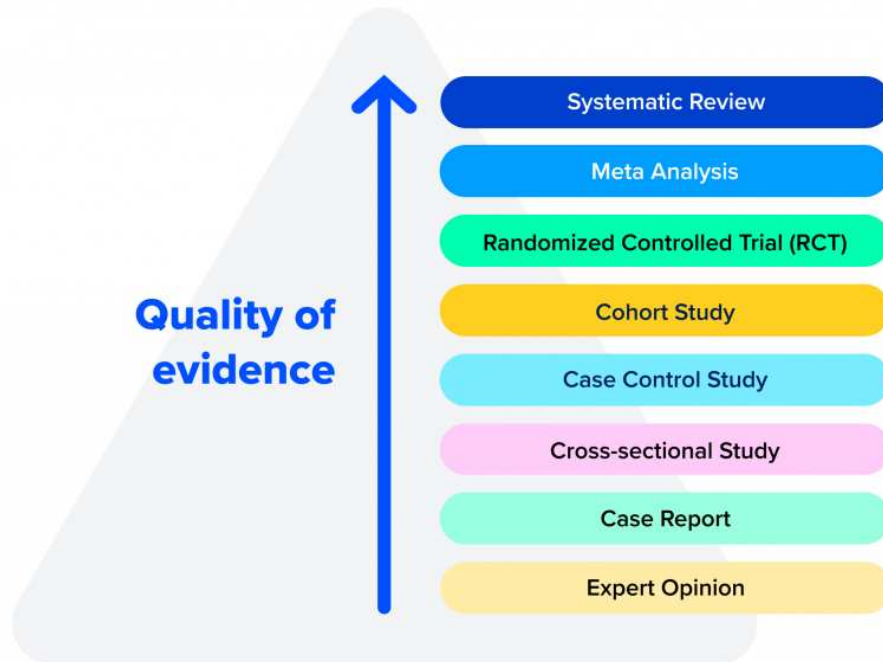 Systematic Review
Meta Analysis
Randomized Controlled Trial (RCT)
Quality of
evidence
Cohort Study
Case Control Study
Cross-sectional Study
Case Report
Expert Opinion